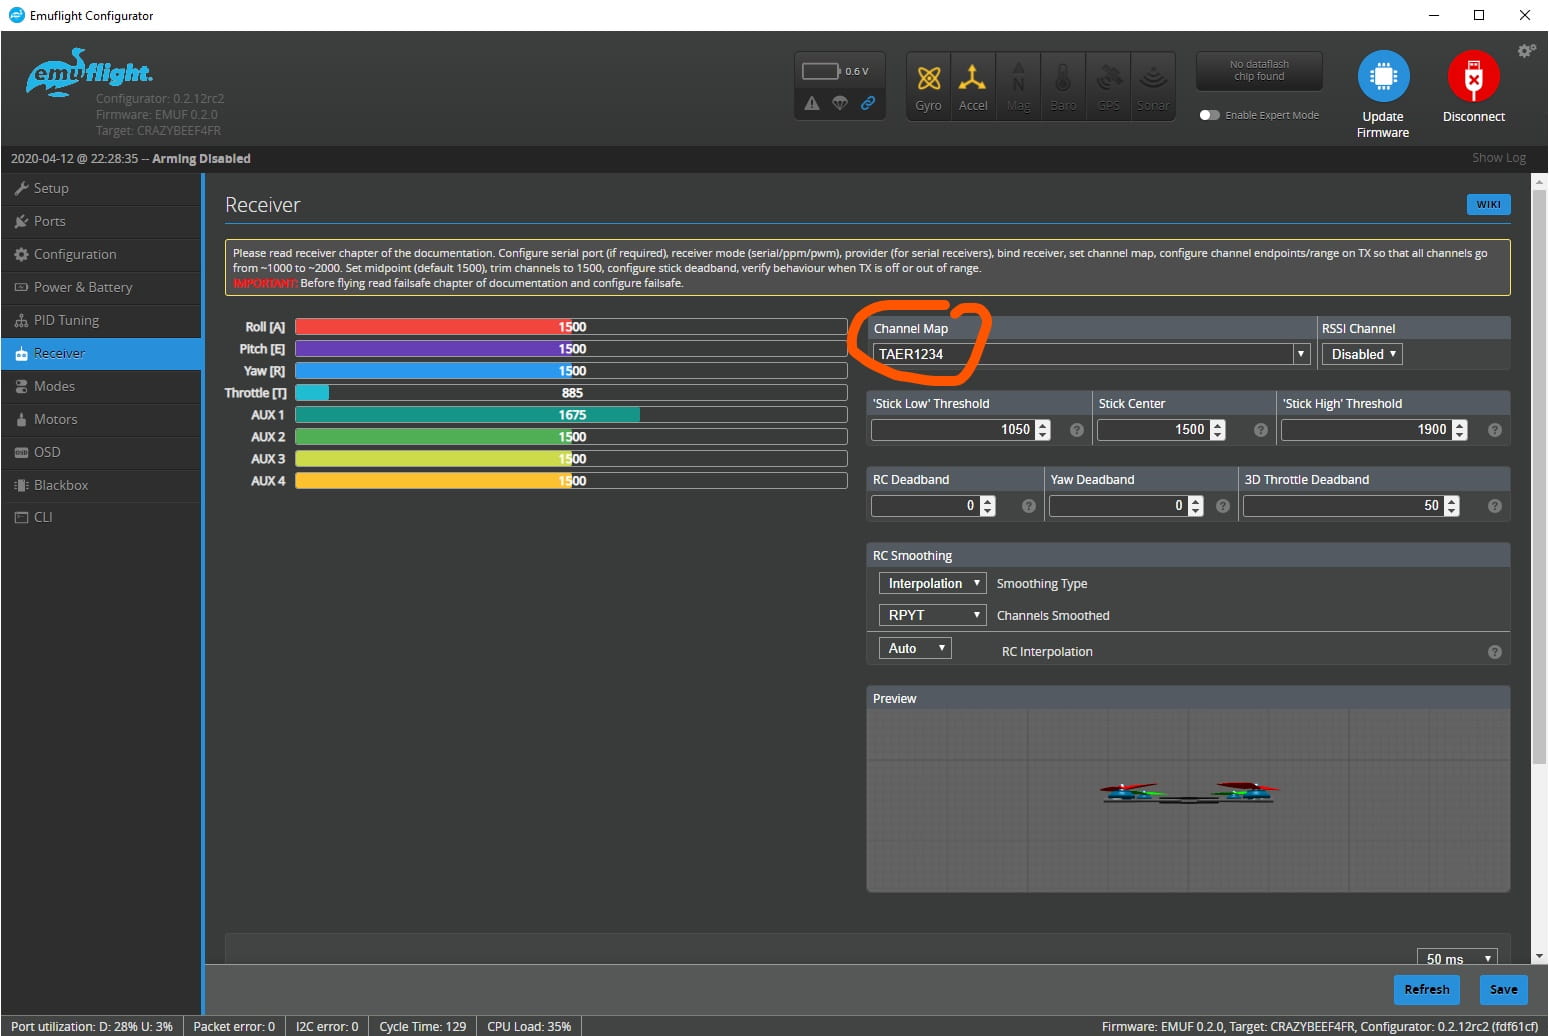 Emuflight Configurator
emuflight.
Configurator: 0.2.12rc2
Firmware: EMUF 0.2.0
Target: CRAZYBEEF4FR
0.6 V
Gyro
Accel
Mag
Baro
GPS
Sonar
No dataflash
chip found
Enable Expert Mode
Update
Firmware
Disconnect
2020-04-12 @ 22:28:35 -- Arming Disabled
Show Log
Setup
Ports
Configuration
Power & Battery
PID Tuning
Receiver
Modes
Motors
OSD OSD
Blackbox
CLI
Receiver
WIKI
Please read receiver chapter of the documentation. Configure serial port (if required), receiver mode (serial/ppm/pwm), provider (for serial receivers), bind receiver, set channel map, configure channel endpoints/range on TX so that all channels go
from ~1000 to ~2000. Set midpoint (default 1500), trim channels to 1500, configure stick deadband, verify behaviour when TX is off or out of range.
IMPORTANT: Before flying read failsafe chapter of documentation and configure failsafe.
Roll [A] 1500
Pitch [E] 1500
Yaw [R] 1500
Throttle [T] 885
AUX 1 1675
AUX 2 1500
AUX 3 1500
AUX 4 1500
Channel Map
TAER1234
RSSI Channel
Disabled
'Stick Low' Threshold
1050 ?
Stick Center
1500 ?
'Stick High' Threshold
1900 ?
RC Deadband
0 ?
Yaw Deadband
0 ?
3D Throttle Deadband
50 ?
RC Smoothing
Interpolation Smoothing Type
RPYT Channels Smoothed
Auto RC Interpolation ?
Preview
50 ms
Refresh
Save
Port utilization: D: 28% U: 3%
Packet error: 0
I2C error: 0
Cycle Time: 129
CPU Load: 35%
Firmware: EMUF 0.2.0, Target: CRAZYBEEF4FR, Configurator: 0.2.12rc2 (fdf61cf)